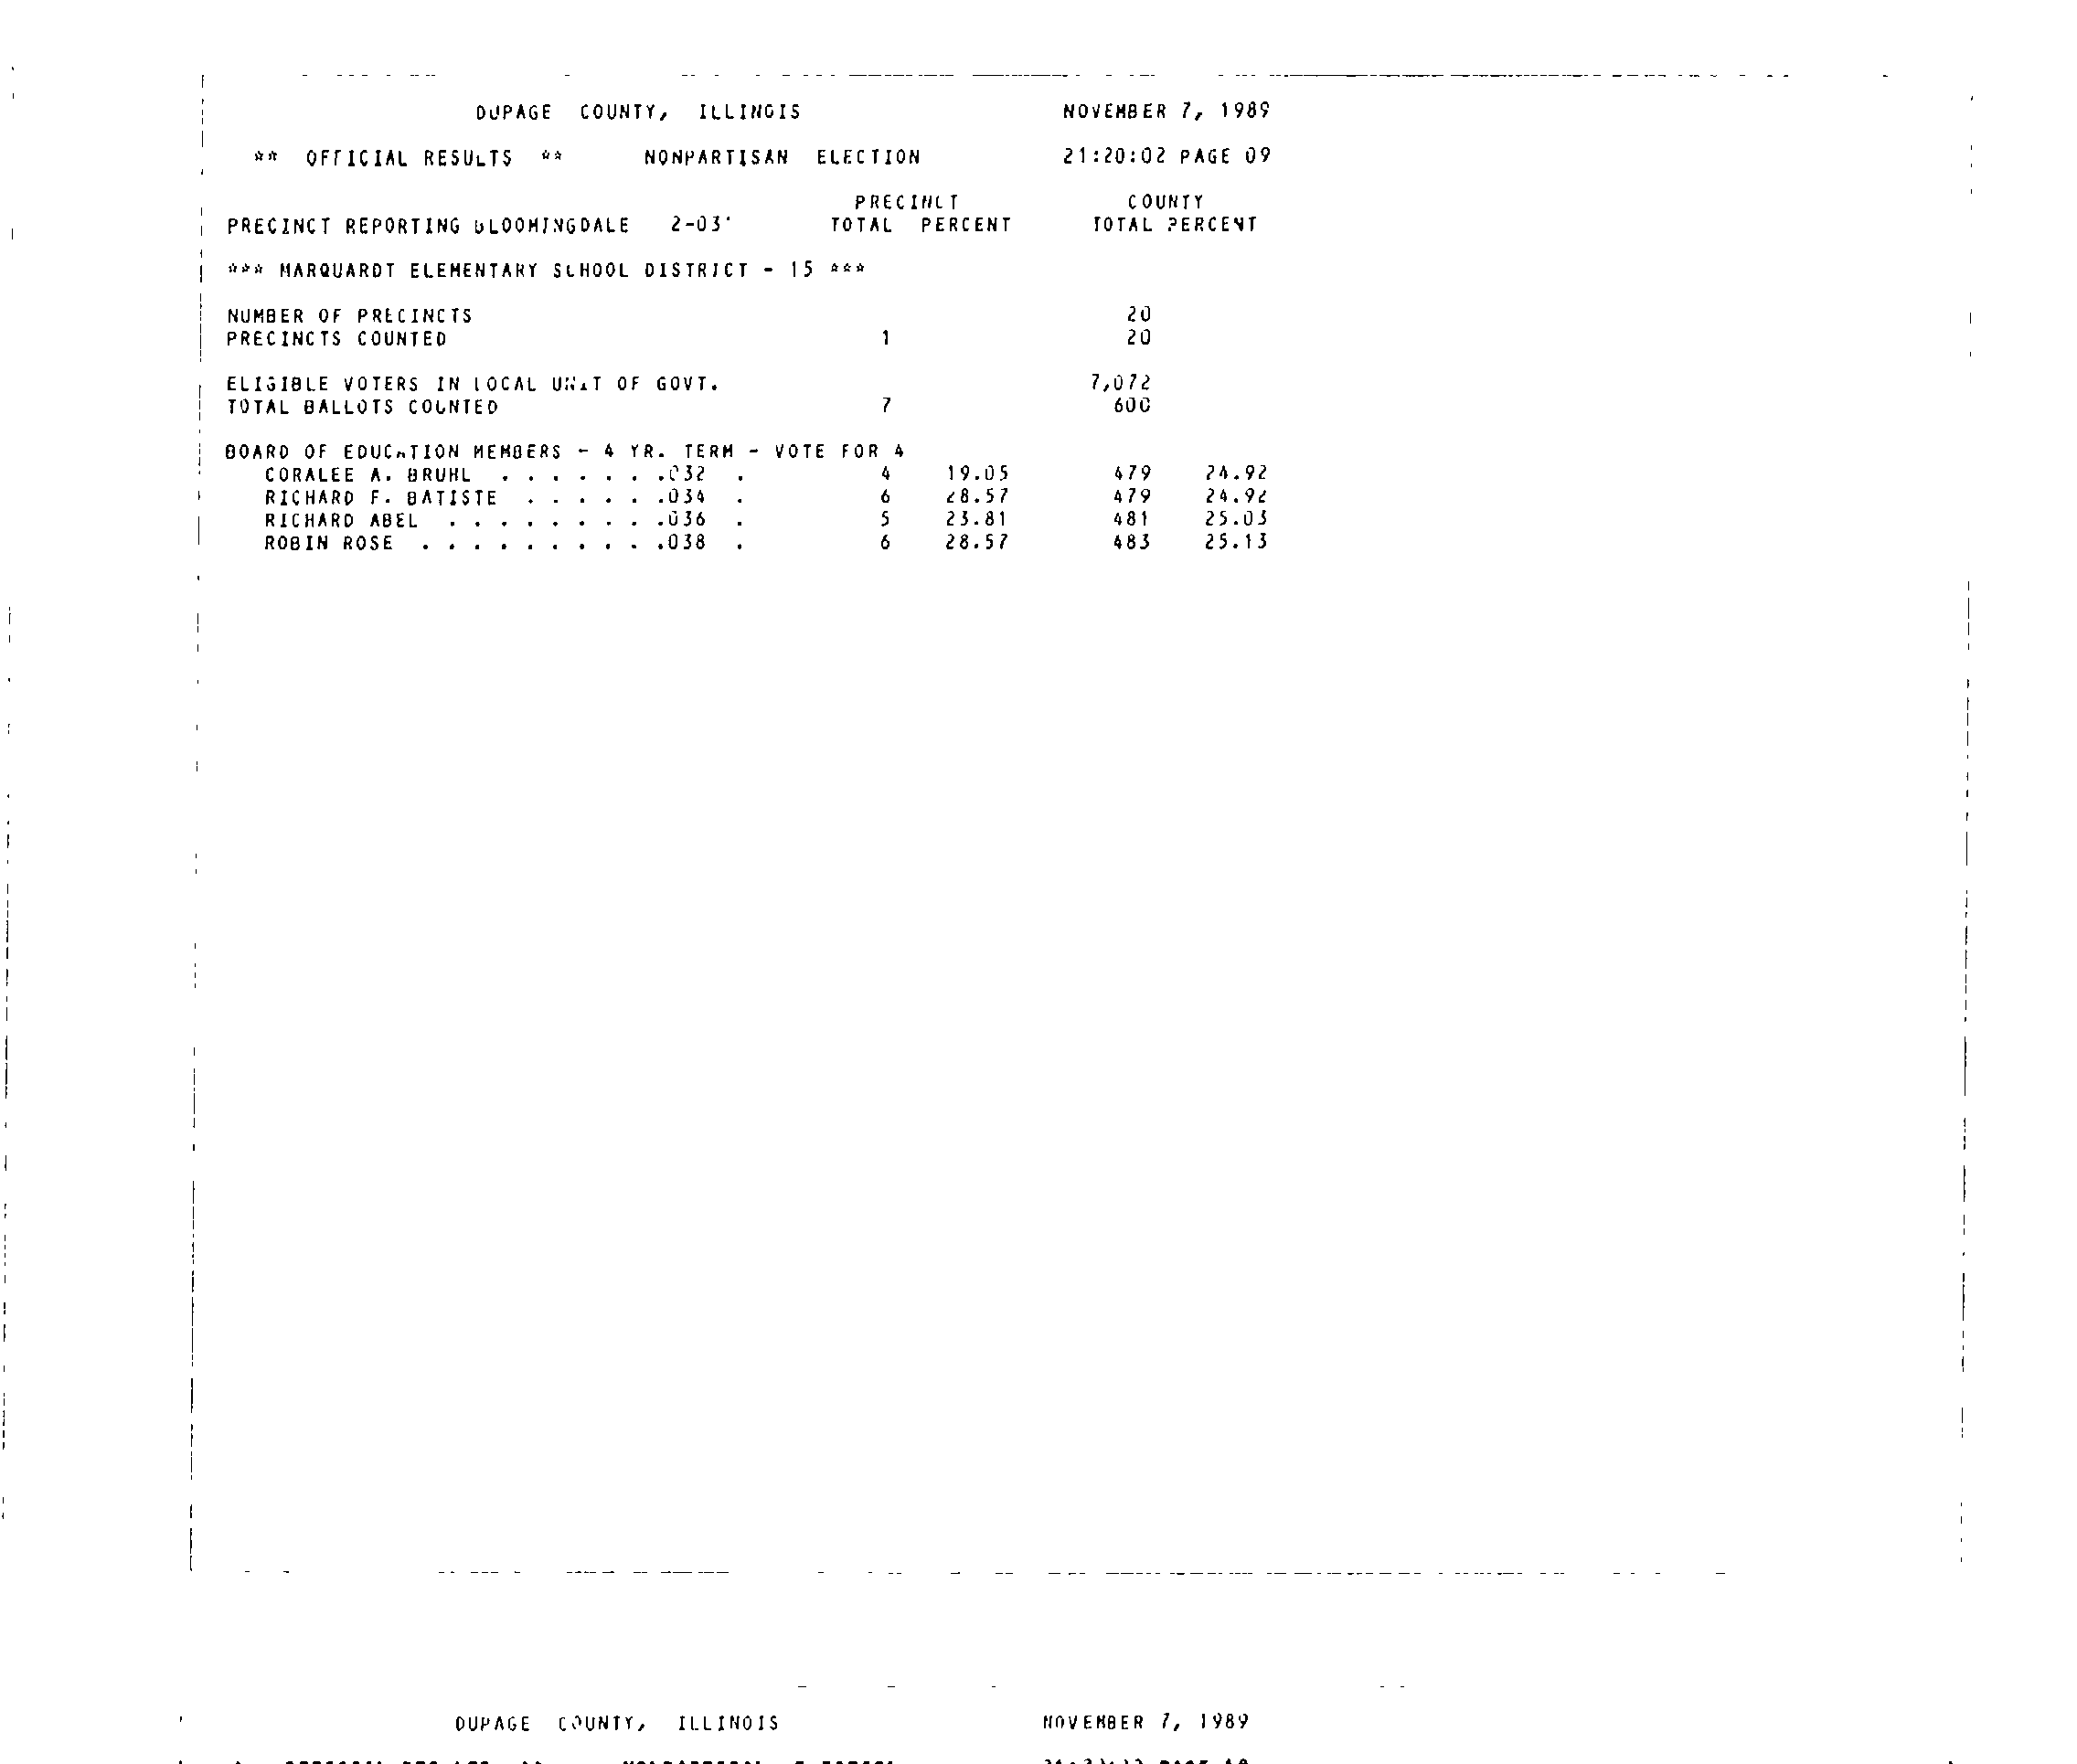 DUPAGE COUNTY, ILLINOIS NOVEMBER 7, 1989
** OFFICIAL RESULTS ** NONPARTISAN ELECTION 21:20:02 PAGE 09
PRECINCT COUNTY
PRECINCT REPORTING BLOOMINGDALE 2-03 TOTAL PERCENT TOTAL PERCENT
*** MARQUARDT ELEMENTARY SCHOOL DISTRICT - 15 ***
NUMBER OF PRECINCTS 20
PRECINCTS COUNTED 1 20
ELIGIBLE VOTERS IN LOCAL UNIT OF GOVT. 7,072
TOTAL BALLOTS COUNTED 7 600
BOARD OF EDUCATION MEMBERS - 4 YR. TERM - VOTE FOR 4
CORALEE A. BRUHL . . . . . . .032 . 4 19.05 479 24.92
RICHARD F. BATISTE . . . . . .034 . 6 28.57 479 24.92
RICHARD ABEL . . . . . . . . .036 . 5 23.81 481 25.03
ROBIN ROSE . . . . . . . . . .038 . 6 28.57 483 25.13
DUPAGE COUNTY, ILLINOIS NOVEMBER 7, 1989